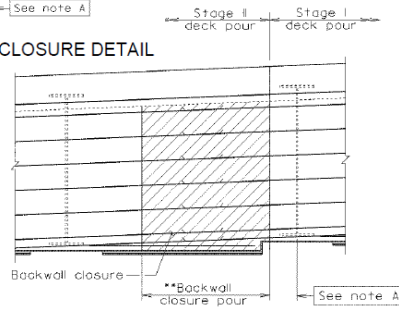 See note A
Stage II
deck pour
Stage I
deck pour
CLOSURE DETAIL
Backwall closure
**Backwall
closure pour
See note A